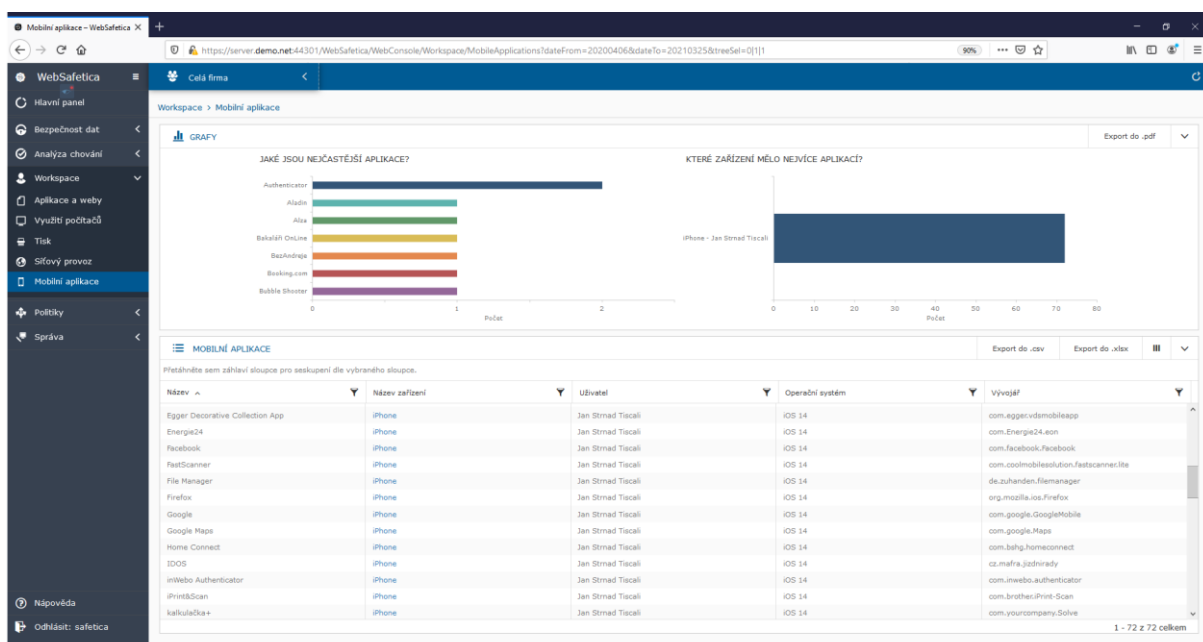 Mobilní aplikace – WebSafetica
https://server.demo.net:44301/WebSafetica/WebConsole/Workspace/MobileApplications?dateFrom=20200406&dateTo=20210325&treeSel=0|1|1
90%
WebSafetica
Celá firma
Hlavní panel
Bezpečnost dat
Analýza chování
Workspace
Aplikace a weby
Využití počítačů
Tisk
Síťový provoz
Mobilní aplikace
Politiky
Správa
Nápověda
Odhlásit: safetica
Workspace > Mobilní aplikace
GRAFY
Export do .pdf
JAKÉ JSOU NEJČASTĚJŠÍ APLIKACE?
Authenticator
Aladin
Alza
Bakaláři OnLine
BezAndreje
Booking.com
Bubble Shooter
0 1 2
Počet
KTERÉ ZAŘÍZENÍ MĚLO NEJVÍCE APLIKACÍ?
iPhone - Jan Strnad Tiscali
0 10 20 30 40 50 60 70 80
Počet
MOBILNÍ APLIKACE
Export do .csv Export do .xlsx
Přetáhněte sem záhlaví sloupce pro seskupení dle vybraného sloupce.
Název Název zařízení Uživatel Operační systém Vývojář
Egger Decorative Collection App iPhone Jan Strnad Tiscali iOS 14 com.egger.vdsmobileapp
Energie24 iPhone Jan Strnad Tiscali iOS 14 com.Energie24.eon
Facebook iPhone Jan Strnad Tiscali iOS 14 com.facebook.Facebook
FastScanner iPhone Jan Strnad Tiscali iOS 14 com.coolmobilesolution.fastscanner.lite
File Manager iPhone Jan Strnad Tiscali iOS 14 de.zuhanden.filemanager
Firefox iPhone Jan Strnad Tiscali iOS 14 org.mozilla.ios.Firefox
Google iPhone Jan Strnad Tiscali iOS 14 com.google.GoogleMobile
Google Maps iPhone Jan Strnad Tiscali iOS 14 com.google.Maps
Home Connect iPhone Jan Strnad Tiscali iOS 14 com.bshg.homeconnect
IDOS iPhone Jan Strnad Tiscali iOS 14 cz.mafra.jizdnirady
inWebo Authenticator iPhone Jan Strnad Tiscali iOS 14 com.inwebo.authenticator
iPrint&Scan iPhone Jan Strnad Tiscali iOS 14 com.brother.iPrint-Scan
kalkulačka+ iPhone Jan Strnad Tiscali iOS 14 com.yourcompany.Solve
1 - 72 z 72 celkem